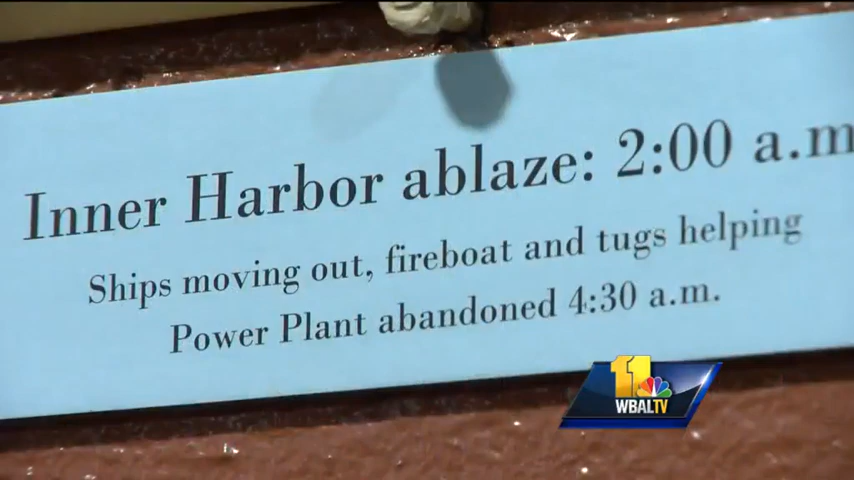 Inner Harbor ablaze: 2:00 a.m
Ships moving out, fireboat and tugs helping
Power Plant abandoned 4:30 a.m.
11
WBALTV